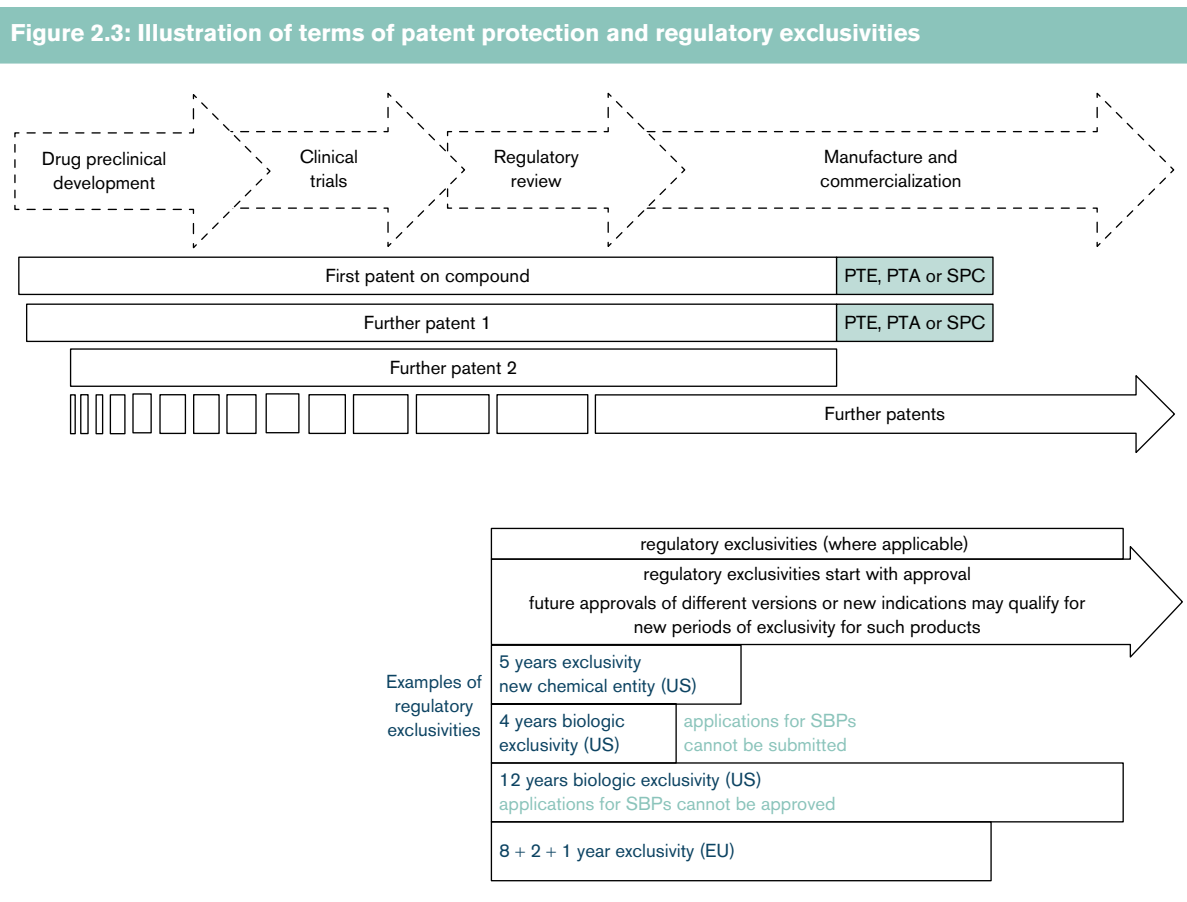 Figure 2.3: Illustration of terms of patent protection and regulatory exclusivities
Drug preclinical
development
Clinical
trials
Regulatory
review
Manufacture and
commercialization
First patent on compound
PTE, PTA or SPC
Further patent 1
PTE, PTA or SPC
Further patent 2
Further patents
regulatory exclusivities (where applicable)
regulatory exclusivities start with approval
future approvals of different versions or new indications may qualify for
new periods of exclusivity for such products
Examples of
regulatory
exclusivities
5 years exclusivity
new chemical entity (US)
4 years biologic
exclusivity (US)
applications for SBPs
cannot be submitted
12 years biologic exclusivity (US)
applications for SBPs cannot be approved
8 + 2 + 1 year exclusivity (EU)